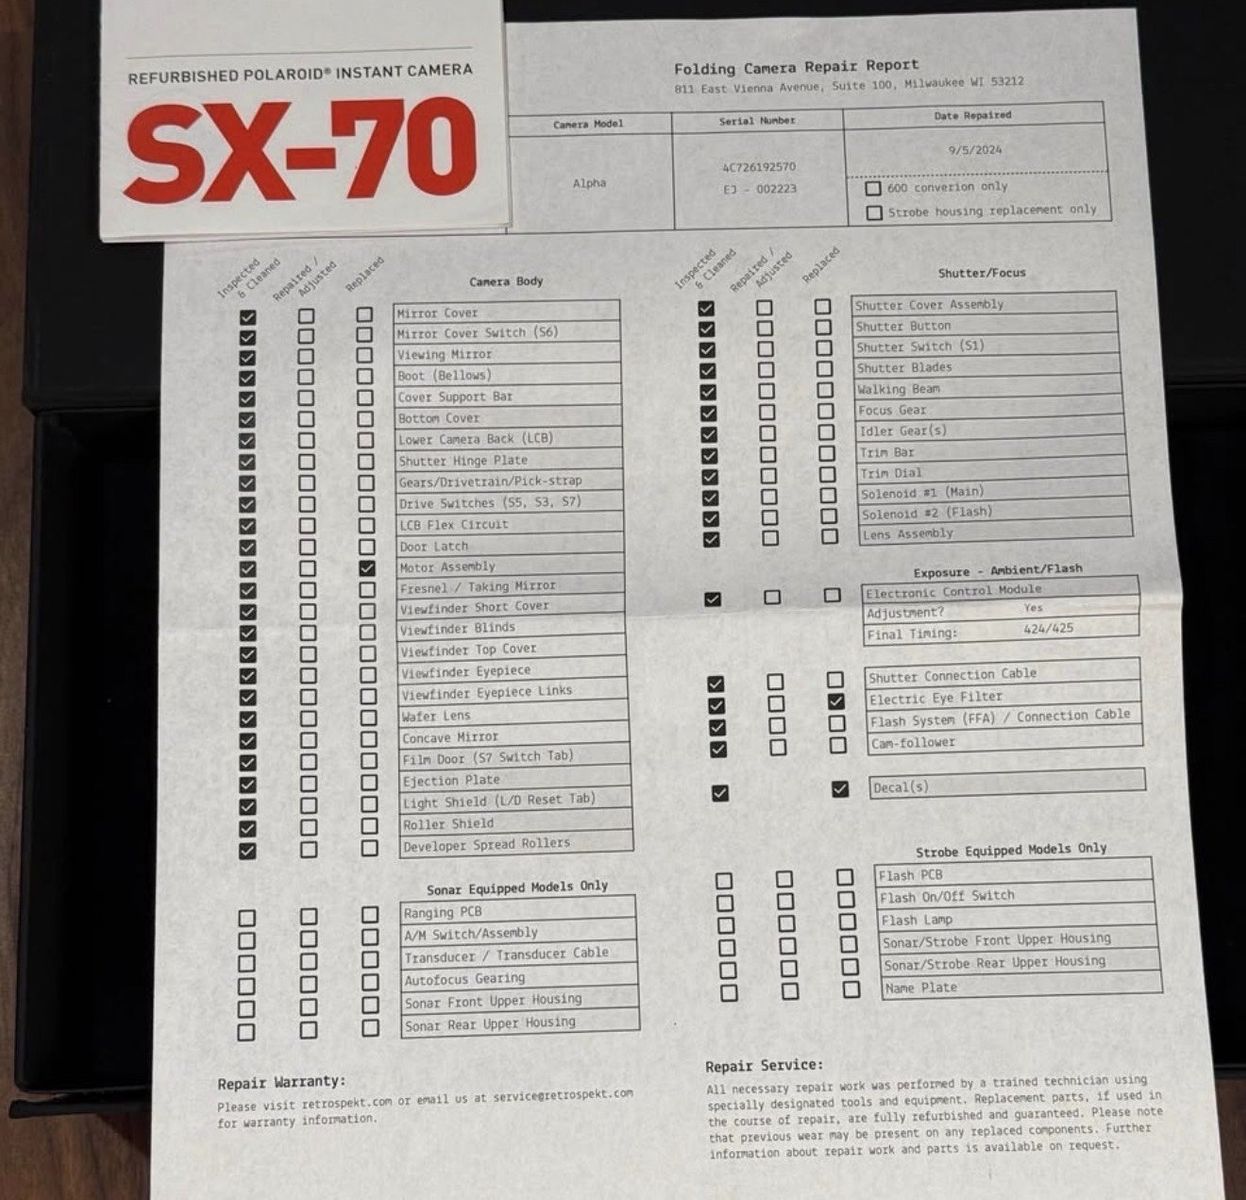 REFURBISHED POLAROID® INSTANT CAMERA
SX-70
Folding Camera Repair Report
811 East Vienna Avenue, Suite 100, Milwaukee WI 53212
Camera Model
Serial Number
Date Repaired
Alpha
4C726192570
EJ - 002223
9/5/2024
600 converion only
Strobe housing replacement only
Inspected & Cleaned
Repaired / Adjusted
Replaced
Camera Body
Mirror Cover
Mirror Cover Switch (S6)
Viewing Mirror
Boot (Bellows)
Cover Support Bar
Bottom Cover
Lower Camera Back (LCB)
Shutter Hinge Plate
Gears/Drivetrain/Pick-strap
Drive Switches (S5, S3, S7)
LCB Flex Circuit
Door Latch
Motor Assembly
Fresnel / Taking Mirror
Viewfinder Short Cover
Viewfinder Blinds
Viewfinder Top Cover
Viewfinder Eyepiece
Viewfinder Eyepiece Links
Wafer Lens
Concave Mirror
Film Door (S7 Switch Tab)
Ejection Plate
Light Shield (L/D Reset Tab)
Roller Shield
Developer Spread Rollers
Sonar Equipped Models Only
Ranging PCB
A/M Switch/Assembly
Transducer / Transducer Cable
Autofocus Gearing
Sonar Front Upper Housing
Sonar Rear Upper Housing
Repair Warranty:
Please visit retrospekt.com or email us at service@retrospekt.com
for warranty information.
Inspected & Cleaned
Repaired / Adjusted
Replaced
Shutter/Focus
Shutter Cover Assembly
Shutter Button
Shutter Switch (S1)
Shutter Blades
Walking Beam
Focus Gear
Idler Gear(s)
Trim Bar
Trim Dial
Solenoid #1 (Main)
Solenoid #2 (Flash)
Lens Assembly
Exposure - Ambient/Flash
Electronic Control Module
Adjustment? Yes
Final Timing: 424/425
Shutter Connection Cable
Electric Eye Filter
Flash System (FFA) / Connection Cable
Cam-follower
Decal(s)
Strobe Equipped Models Only
Flash PCB
Flash On/Off Switch
Flash Lamp
Sonar/Strobe Front Upper Housing
Sonar/Strobe Rear Upper Housing
Name Plate
Repair Service:
All necessary repair work was performed by a trained technician using
specially designated tools and equipment. Replacement parts, if used in
the course of repair, are fully refurbished and guaranteed. Please note
that previous wear may be present on any replaced components. Further
information about repair work and parts is available on request.